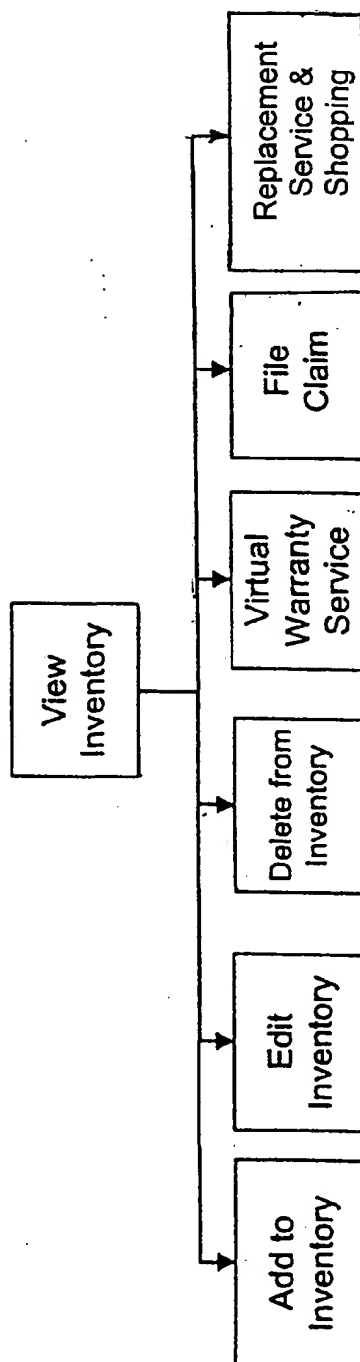 View
Inventory
Add to
Inventory
Edit
Inventory
Delete from
Inventory
Virtual
Warranty
Service
File
Claim
Replacement
Service &
Shopping